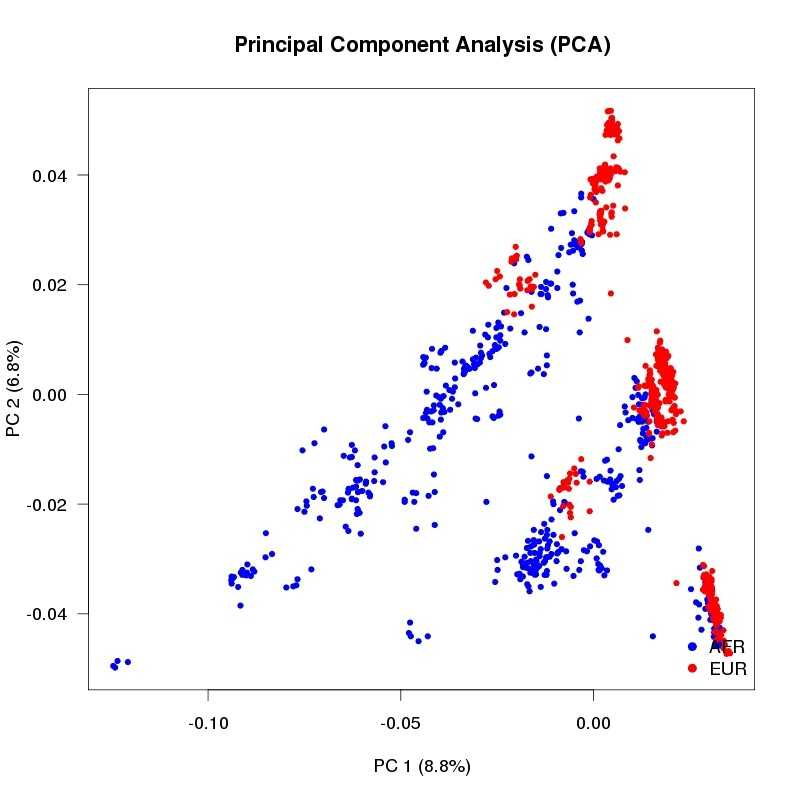 Principal Component Analysis (PCA)
0.04
0.02
0.00
-0.02
-0.04
PC 2 (6.8%)
AFR
EUR
-0.10
-0.05
0.00
PC 1 (8.8%)